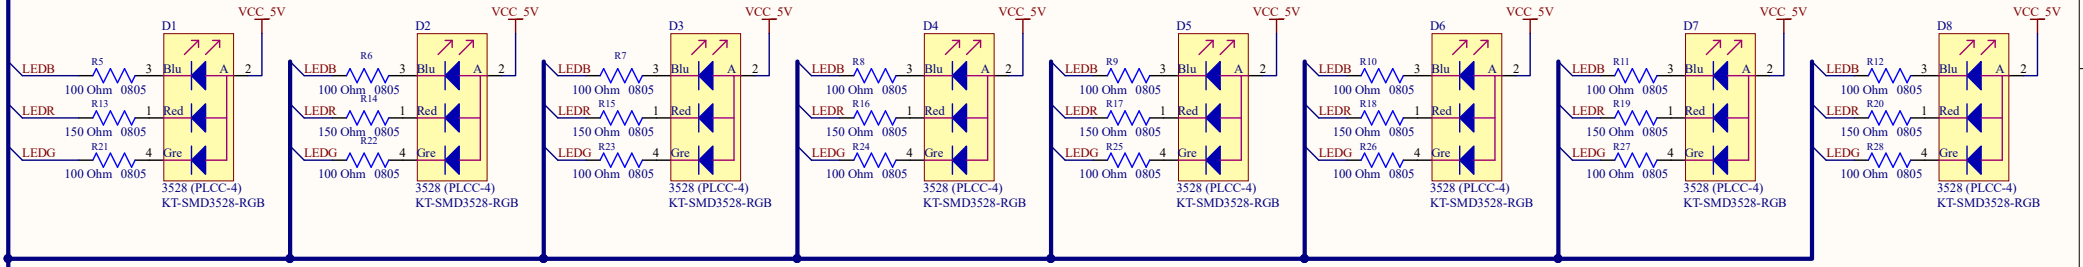 VCC_5V VCC_5V VCC_5V VCC_5V VCC_5V VCC_5V VCC_5V VCC_5V
D1 D2 D3 D4 D5 D6 D7 D8
LEDB R5 3 Blu A 2 LEDB R6 3 Blu A 2 LEDB R7 3 Blu A 2 LEDB R8 3 Blu A 2 LEDB R9 3 Blu A 2 LEDB R10 3 Blu A 2 LEDB R11 3 Blu A 2 LEDB R12 3 Blu A 2
100 Ohm 0805 100 Ohm 0805 100 Ohm 0805 100 Ohm 0805 100 Ohm 0805 100 Ohm 0805 100 Ohm 0805 100 Ohm 0805
LEDR R13 1 Red LEDR R14 1 Red LEDR R15 1 Red LEDR R16 1 Red LEDR R17 1 Red LEDR R18 1 Red LEDR R19 1 Red LEDR R20 1 Red
150 Ohm 0805 150 Ohm 0805 150 Ohm 0805 150 Ohm 0805 150 Ohm 0805 150 Ohm 0805 150 Ohm 0805 150 Ohm 0805
LEDG R21 4 Gre LEDG R22 4 Gre LEDG R23 4 Gre LEDG R24 4 Gre LEDG R25 4 Gre LEDG R26 4 Gre LEDG R27 4 Gre LEDG R28 4 Gre
100 Ohm 0805 100 Ohm 0805 100 Ohm 0805 100 Ohm 0805 100 Ohm 0805 100 Ohm 0805 100 Ohm 0805 100 Ohm 0805
3528 (PLCC-4) 3528 (PLCC-4) 3528 (PLCC-4) 3528 (PLCC-4) 3528 (PLCC-4) 3528 (PLCC-4) 3528 (PLCC-4) 3528 (PLCC-4)
KT-SMD3528-RGB KT-SMD3528-RGB KT-SMD3528-RGB KT-SMD3528-RGB KT-SMD3528-RGB KT-SMD3528-RGB KT-SMD3528-RGB KT-SMD3528-RGB